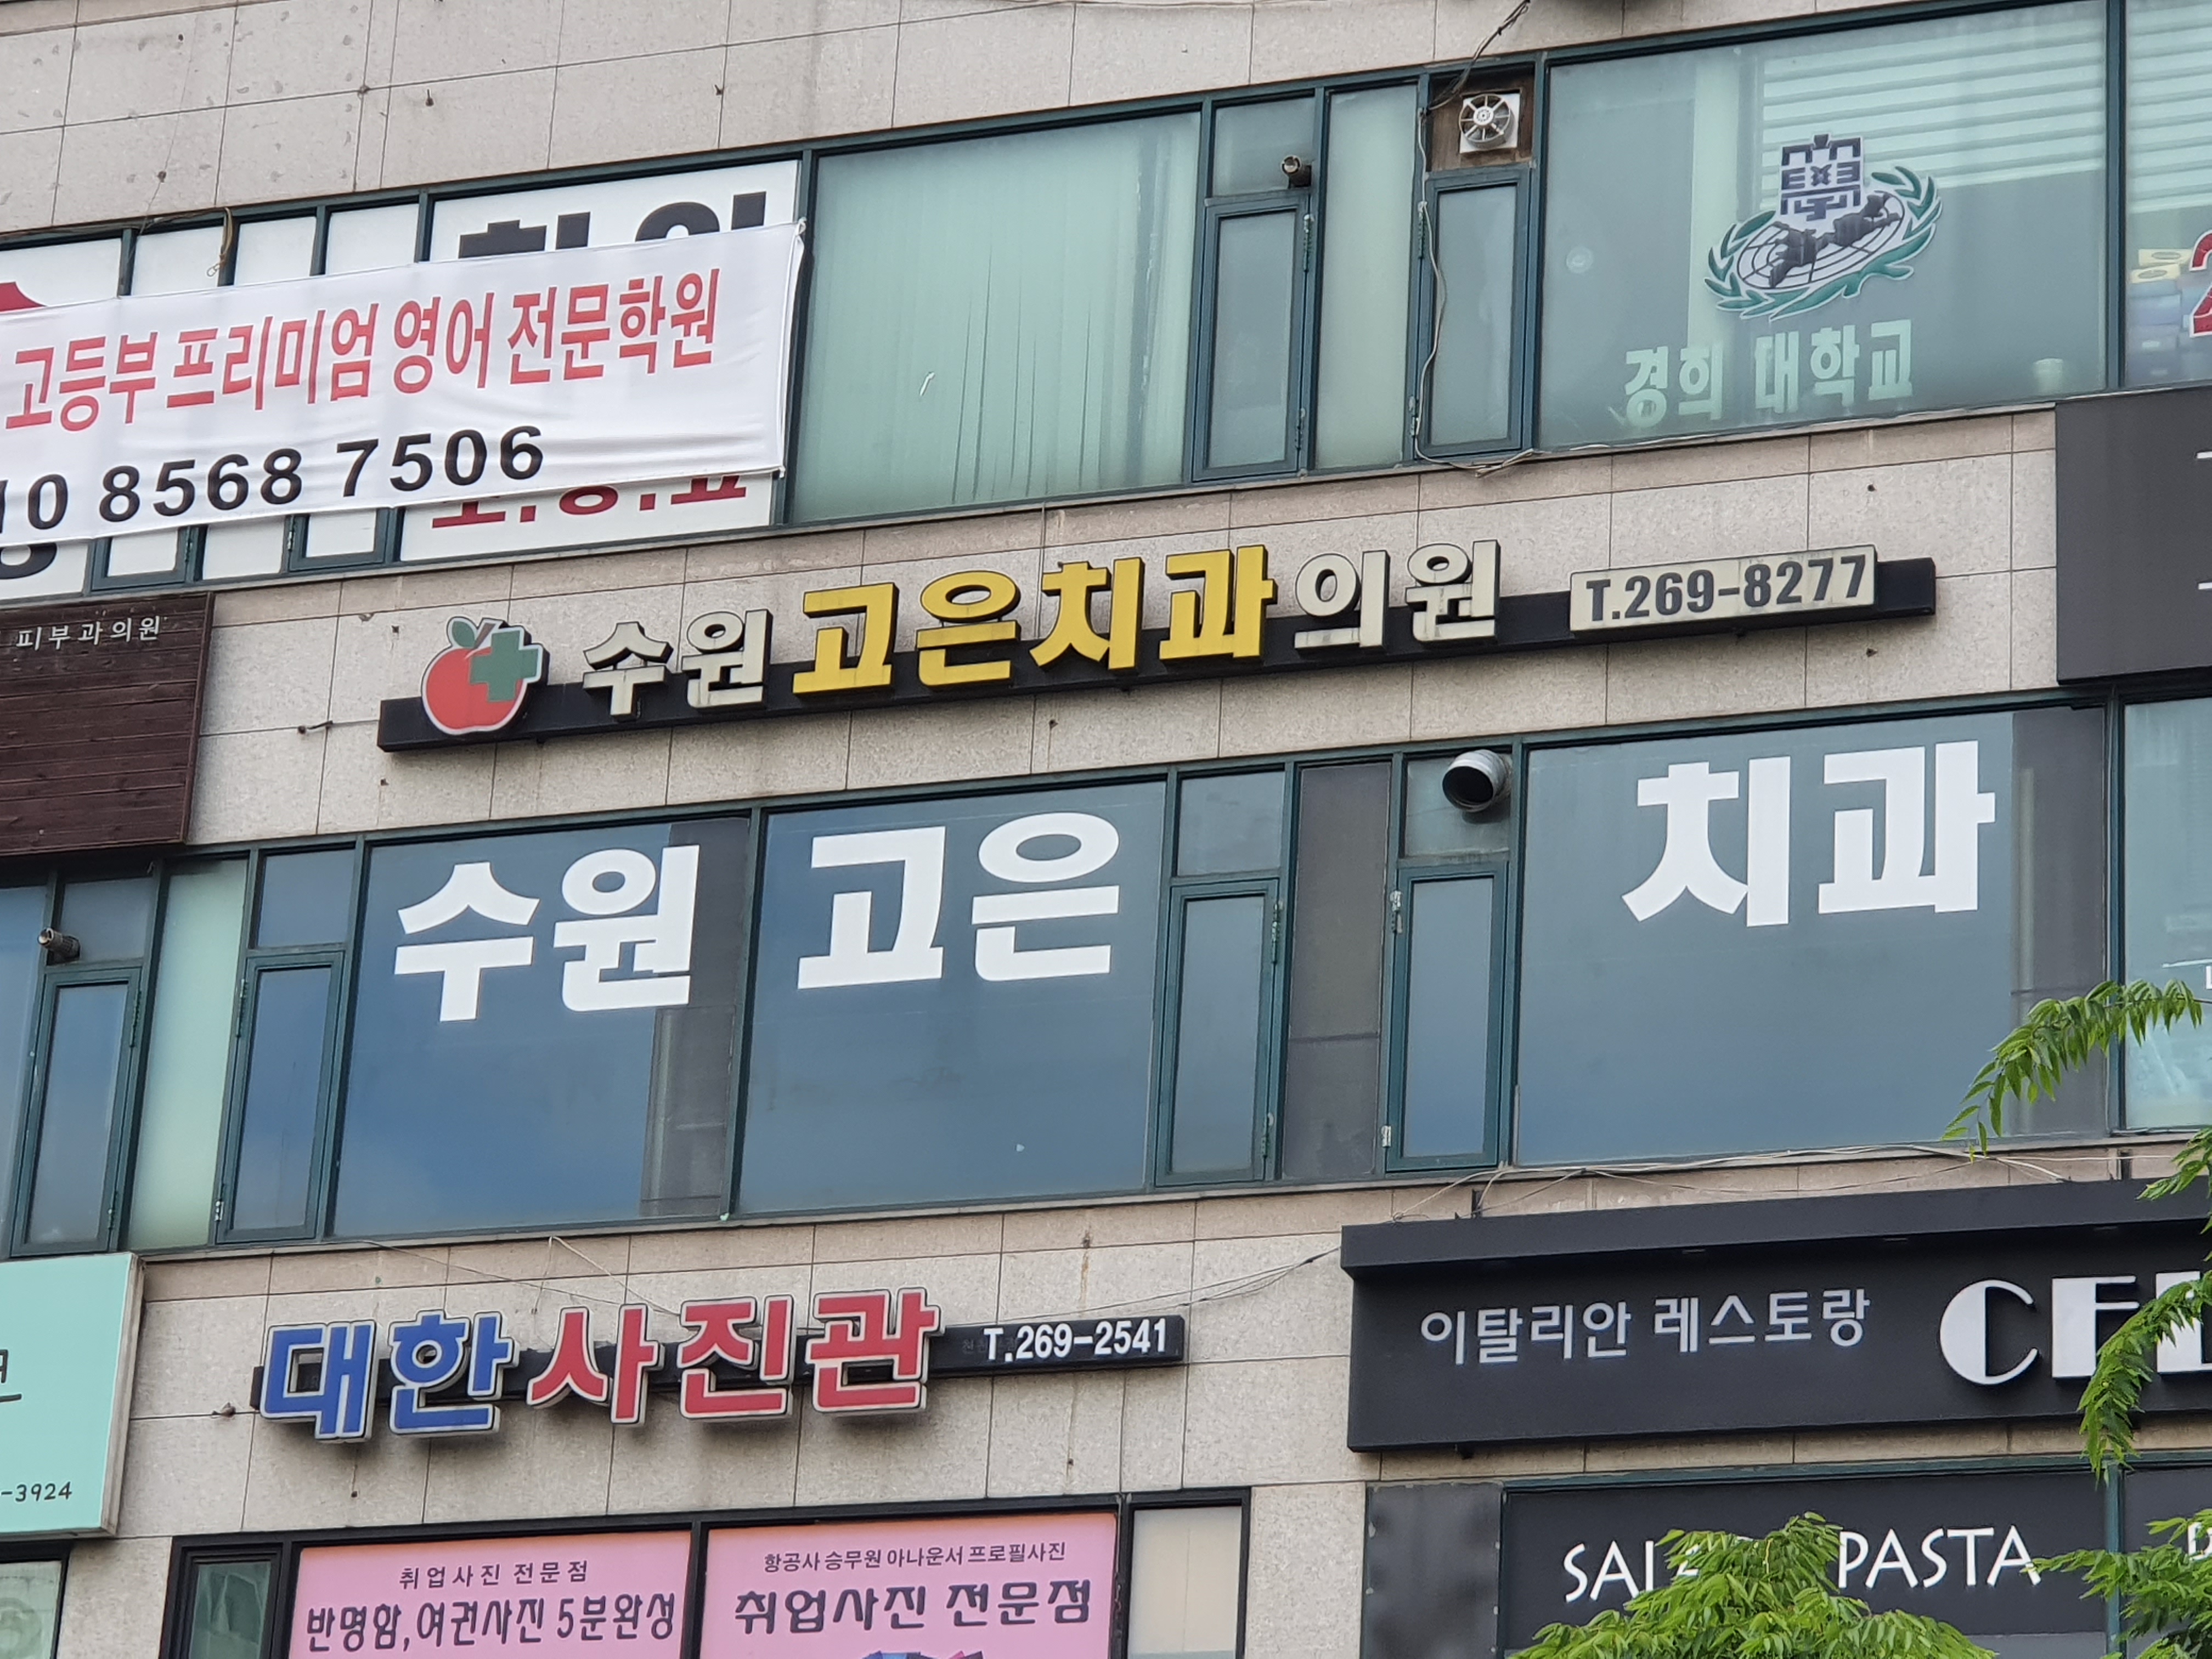 고등부 프리미엄 영어 전문학원
10 8568 7506
경희 대학교
피부과의원
수원고은치과의원 T.269-8277
수원 고은 치과
대한사진관 T.269-2541
이탈리안 레스토랑
-3924
취업사진 전문점
반명함,여권사진 5분완성
항공사 승무원 아나운서 프로필사진
취업사진 전문점
PASTA